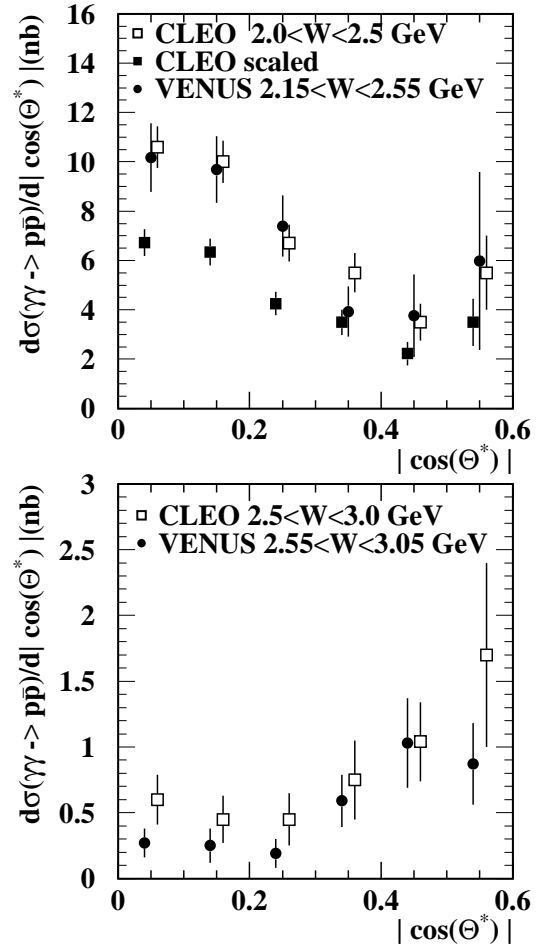 16
14
12
10
8
6
4
2
0
dσ(γγ -> pp̄)/d| cos(Θ*) |(nb)
CLEO 2.0<W<2.5 GeV
CLEO scaled
VENUS 2.15<W<2.55 GeV
0 0.2 0.4 0.6
| cos(Θ*) |
3
2.5
2
1.5
1
0.5
0
dσ(γγ -> pp̄)/d| cos(Θ*) |(nb)
CLEO 2.5<W<3.0 GeV
VENUS 2.55<W<3.05 GeV
0 0.2 0.4 0.6
| cos(Θ*) |